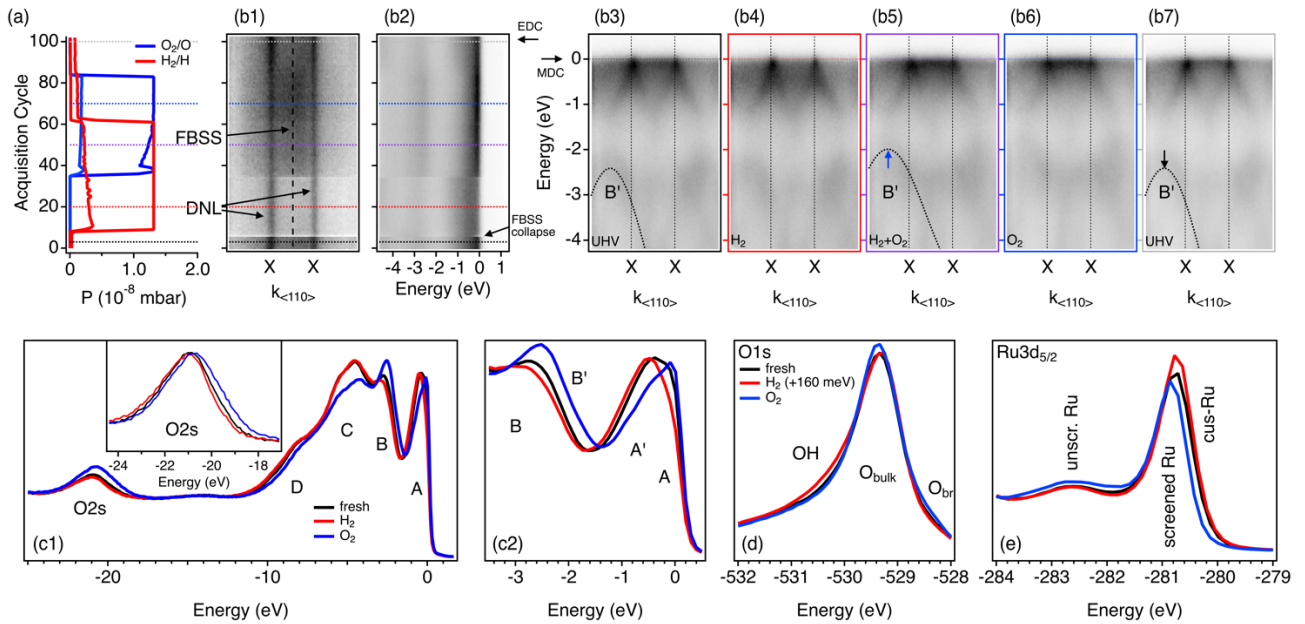 (a)
(b1)
(b2)
(b3)
(b4)
(b5)
(b6)
(b7)
100
80
60
40
20
0
Acquisition Cycle
O₂/O
H₂/H
0
1.0
2.0
P (10⁻⁸ mbar)
FBSS
DNL
X X
k<110>
EDC
FBSS
collapse
-4 -3 -2 -1 0 1
Energy (eV)
MDC
0
-1
-2
-3
-4
Energy (eV)
B'
UHV
X X
k<110>
H₂
X X
k<110>
B'
H₂+O₂
X X
k<110>
O₂
X X
k<110>
B'
UHV
X X
k<110>
O2s
-24 -22 -20 -18
Energy (eV)
O2s
D
C
B
A
fresh
H₂
O₂
(c1)
-20 -10 0
Energy (eV)
B
B'
A'
A
(c2)
-3 -2 -1 0
Energy (eV)
O1s
fresh
H₂ (+160 meV)
O₂
OH
O_bulk
O_br
(d)
-532 -531 -530 -529 -528
Energy (eV)
Ru3d₅/₂
fresh
H₂
O₂
unscr. Ru
screened Ru
cus-Ru
(e)
-284 -283 -282 -281 -280 -279
Energy (eV)